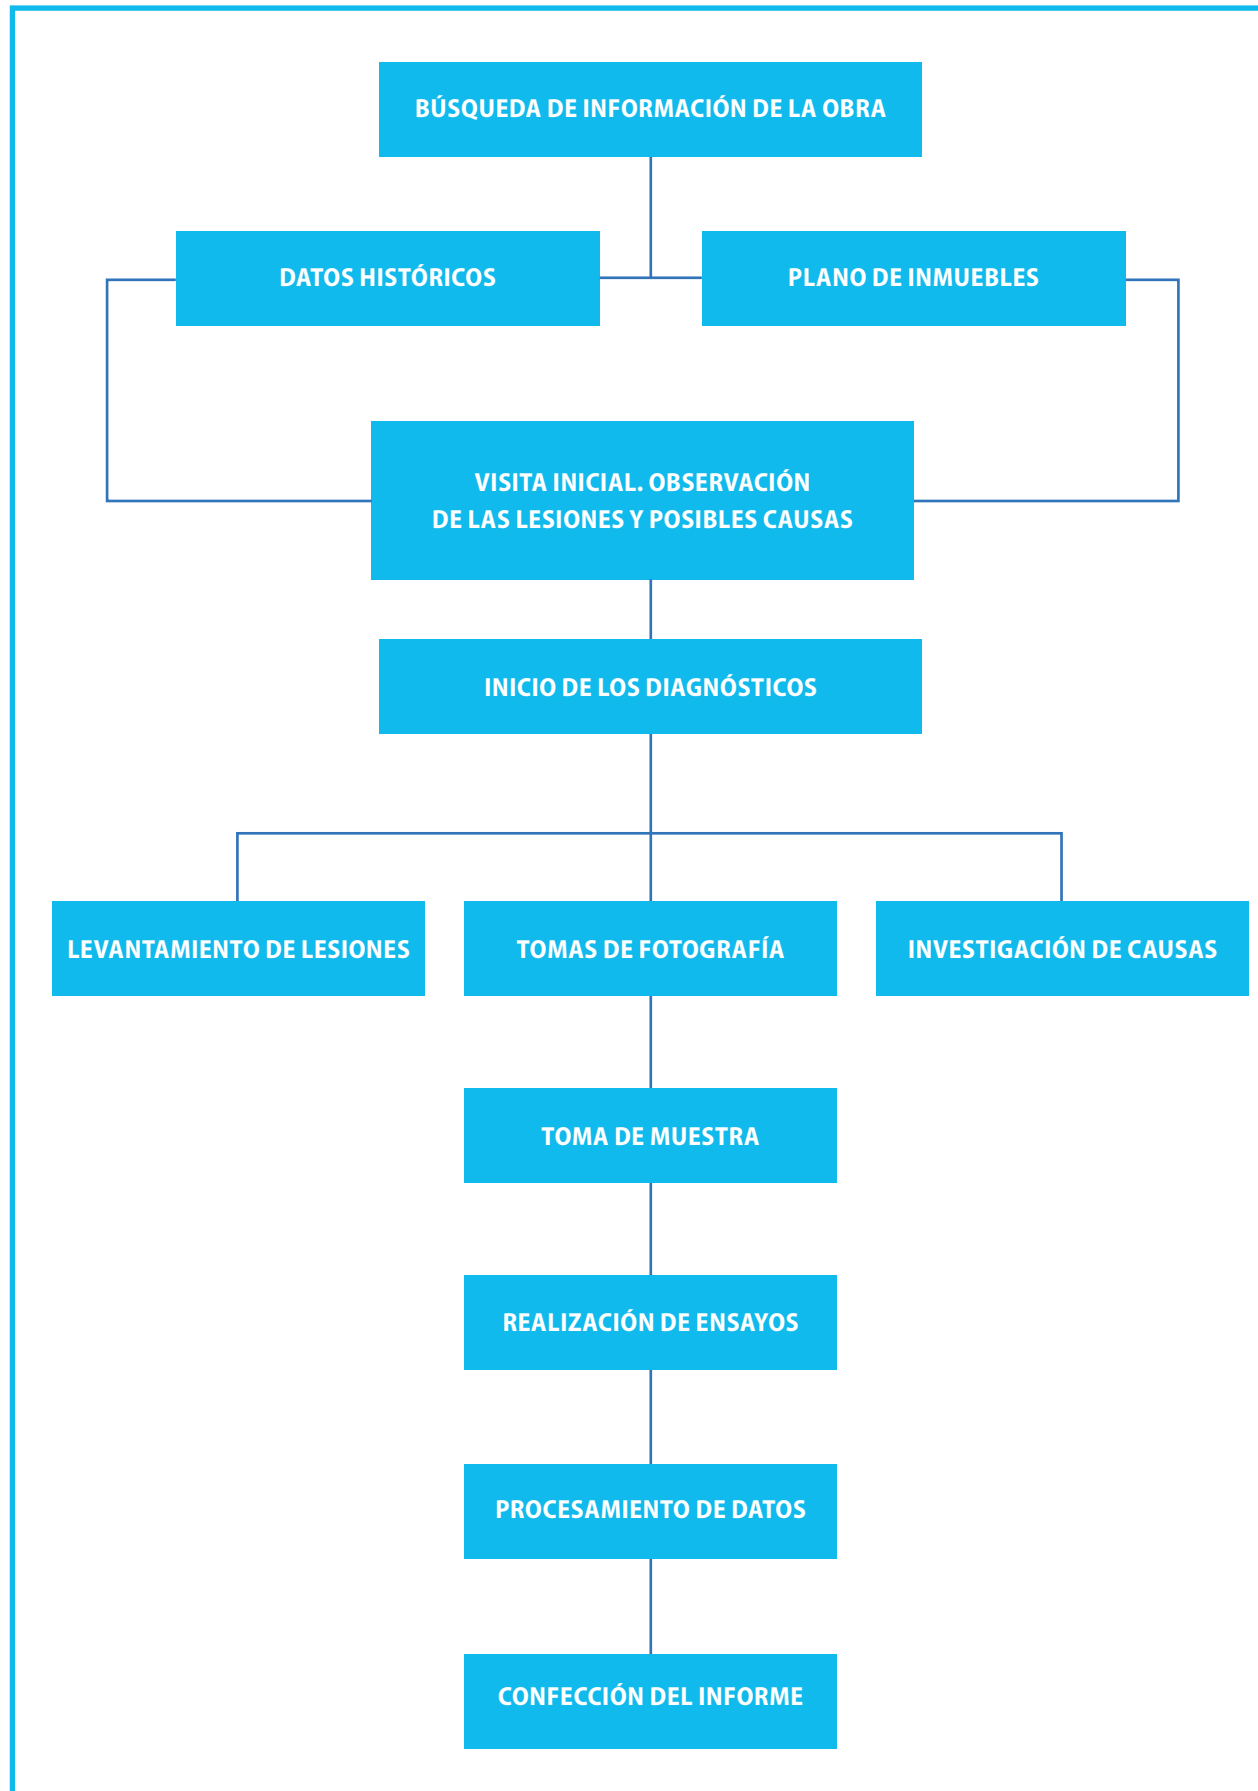 BÚSQUEDA DE INFORMACIÓN DE LA OBRA
DATOS HISTÓRICOS
PLANO DE INMUEBLES
VISITA INICIAL. OBSERVACIÓN
DE LAS LESIONES Y POSIBLES CAUSAS
INICIO DE LOS DIAGNÓSTICOS
LEVANTAMIENTO DE LESIONES
TOMAS DE FOTOGRAFÍA
INVESTIGACIÓN DE CAUSAS
TOMA DE MUESTRA
REALIZACIÓN DE ENSAYOS
PROCESAMIENTO DE DATOS
CONFECCIÓN DEL INFORME